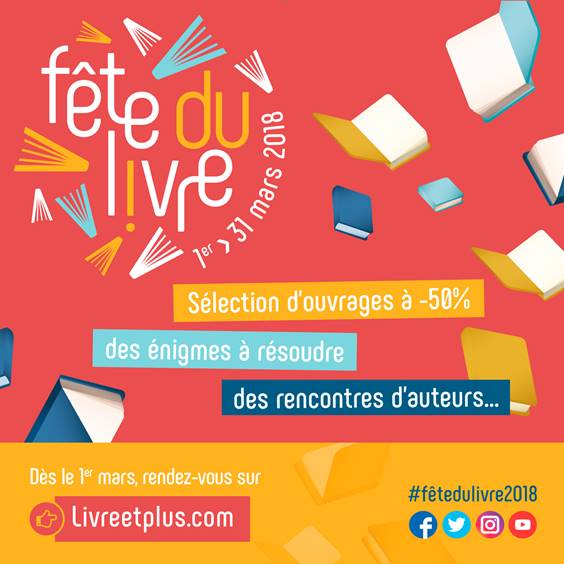 fête du
livre
1er > 31 mars 2018
Sélection d'ouvrages à -50%
des énigmes à résoudre
des rencontres d'auteurs...
Dès le 1er mars, rendez-vous sur
Livreetplus.com
#fêtedulivre2018